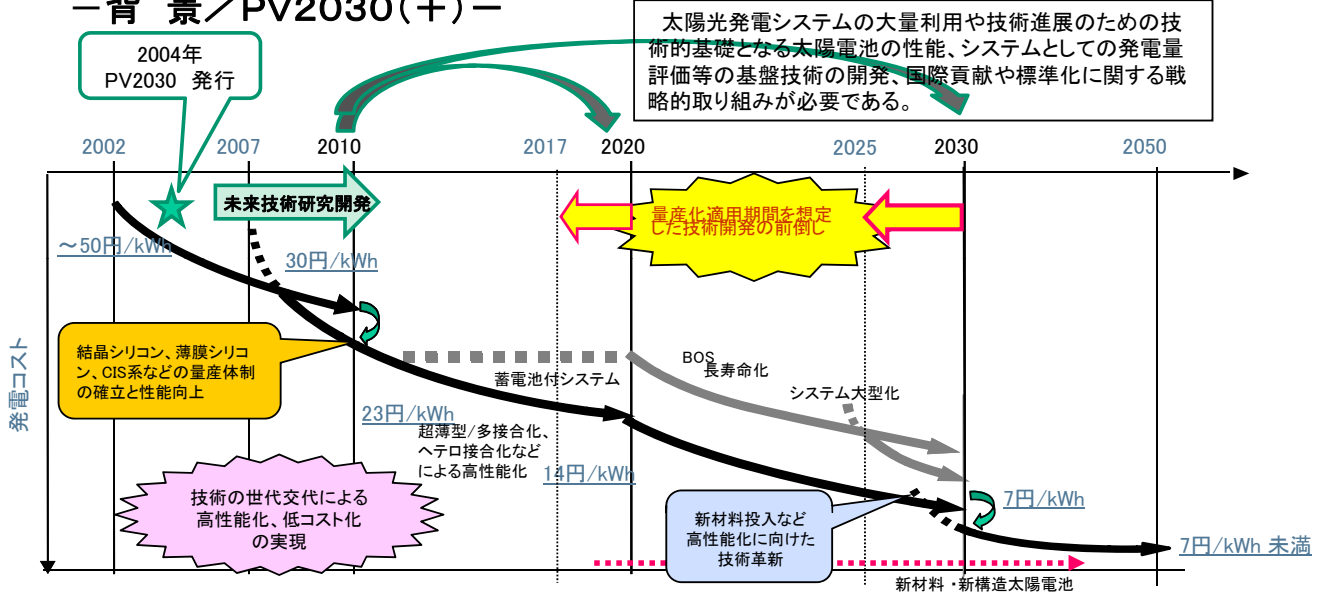 －背 景／PV2030(＋)－
太陽光発電システムの大量利用や技術進展のための技
術的基礎となる太陽電池の性能、システムとしての発電量
評価等の基盤技術の開発、国際貢献や標準化に関する戦
略的取り組みが必要である。
2004年
PV2030 発行
2002
2007
2010
2017
2020
2025
2030
2050
未来技術研究開発
量産化適用期間を想定
した技術開発の前倒し
～50円/kWh
30円/kWh
発電コスト
結晶シリコン、薄膜シリコ
ン、CIS系などの量産体制
の確立と性能向上
蓄電池付システム
BOS
長寿命化
システム大型化
23円/kWh
超薄型/多接合化、
ヘテロ接合化など
による高性能化
14円/kWh
技術の世代交代による
高性能化、低コスト化
の実現
新材料投入など
高性能化に向けた
技術革新
7円/kWh
7円/kWh 未満
新材料・新構造太陽電池